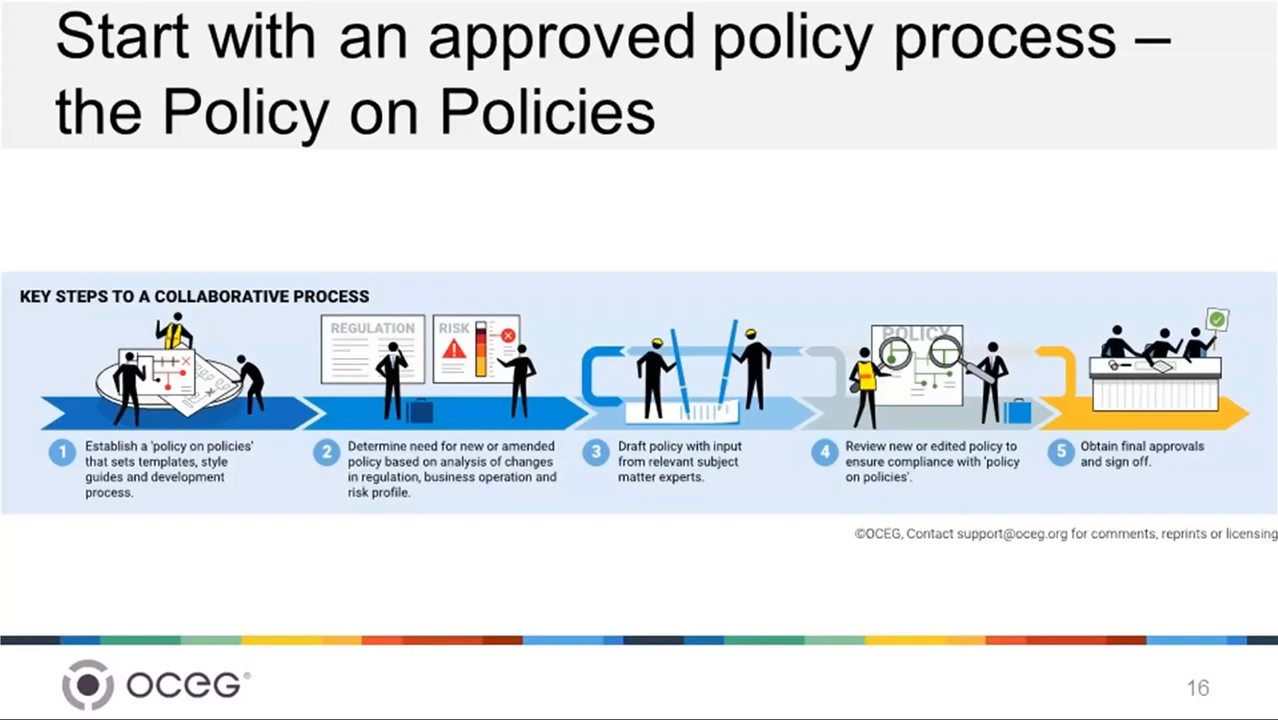 Start with an approved policy process –
the Policy on Policies
KEY STEPS TO A COLLABORATIVE PROCESS
REGULATION
RISK
POLICY
1
Establish a 'policy on policies'
that sets templates, style
guides and development
process.
2
Determine need for new or amended
policy based on analysis of changes
in regulation, business operation and
risk profile.
3
Draft policy with input
from relevant subject
matter experts.
4
Review new or edited policy to
ensure compliance with 'policy
on policies'.
5
Obtain final approvals
and sign off.
©OCEG, Contact support@oceg.org for comments, reprints or licensing
OCEG®
16